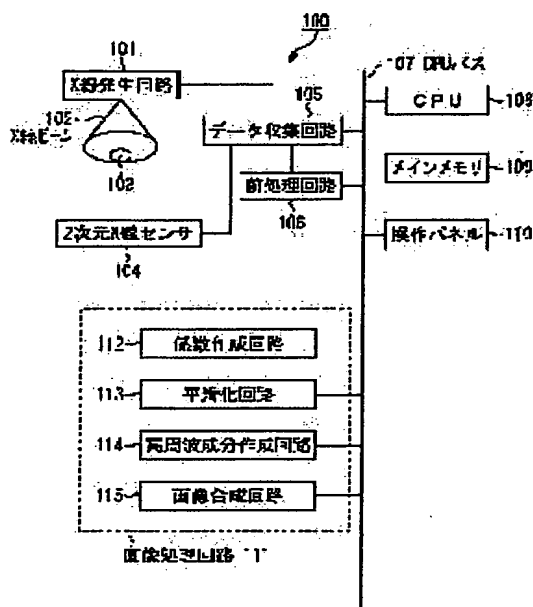 100
101
X線発生回路
102
X線ビーム
103
105
データ収集回路
前処理回路
106
2次元X線センサ
104
107 CPUバス
CPU
108
メインメモリ
109
操作パネル
110
112
係数作成回路
113
平滑化回路
114
高周波成分作成回路
115
画像合成回路
画像処理回路